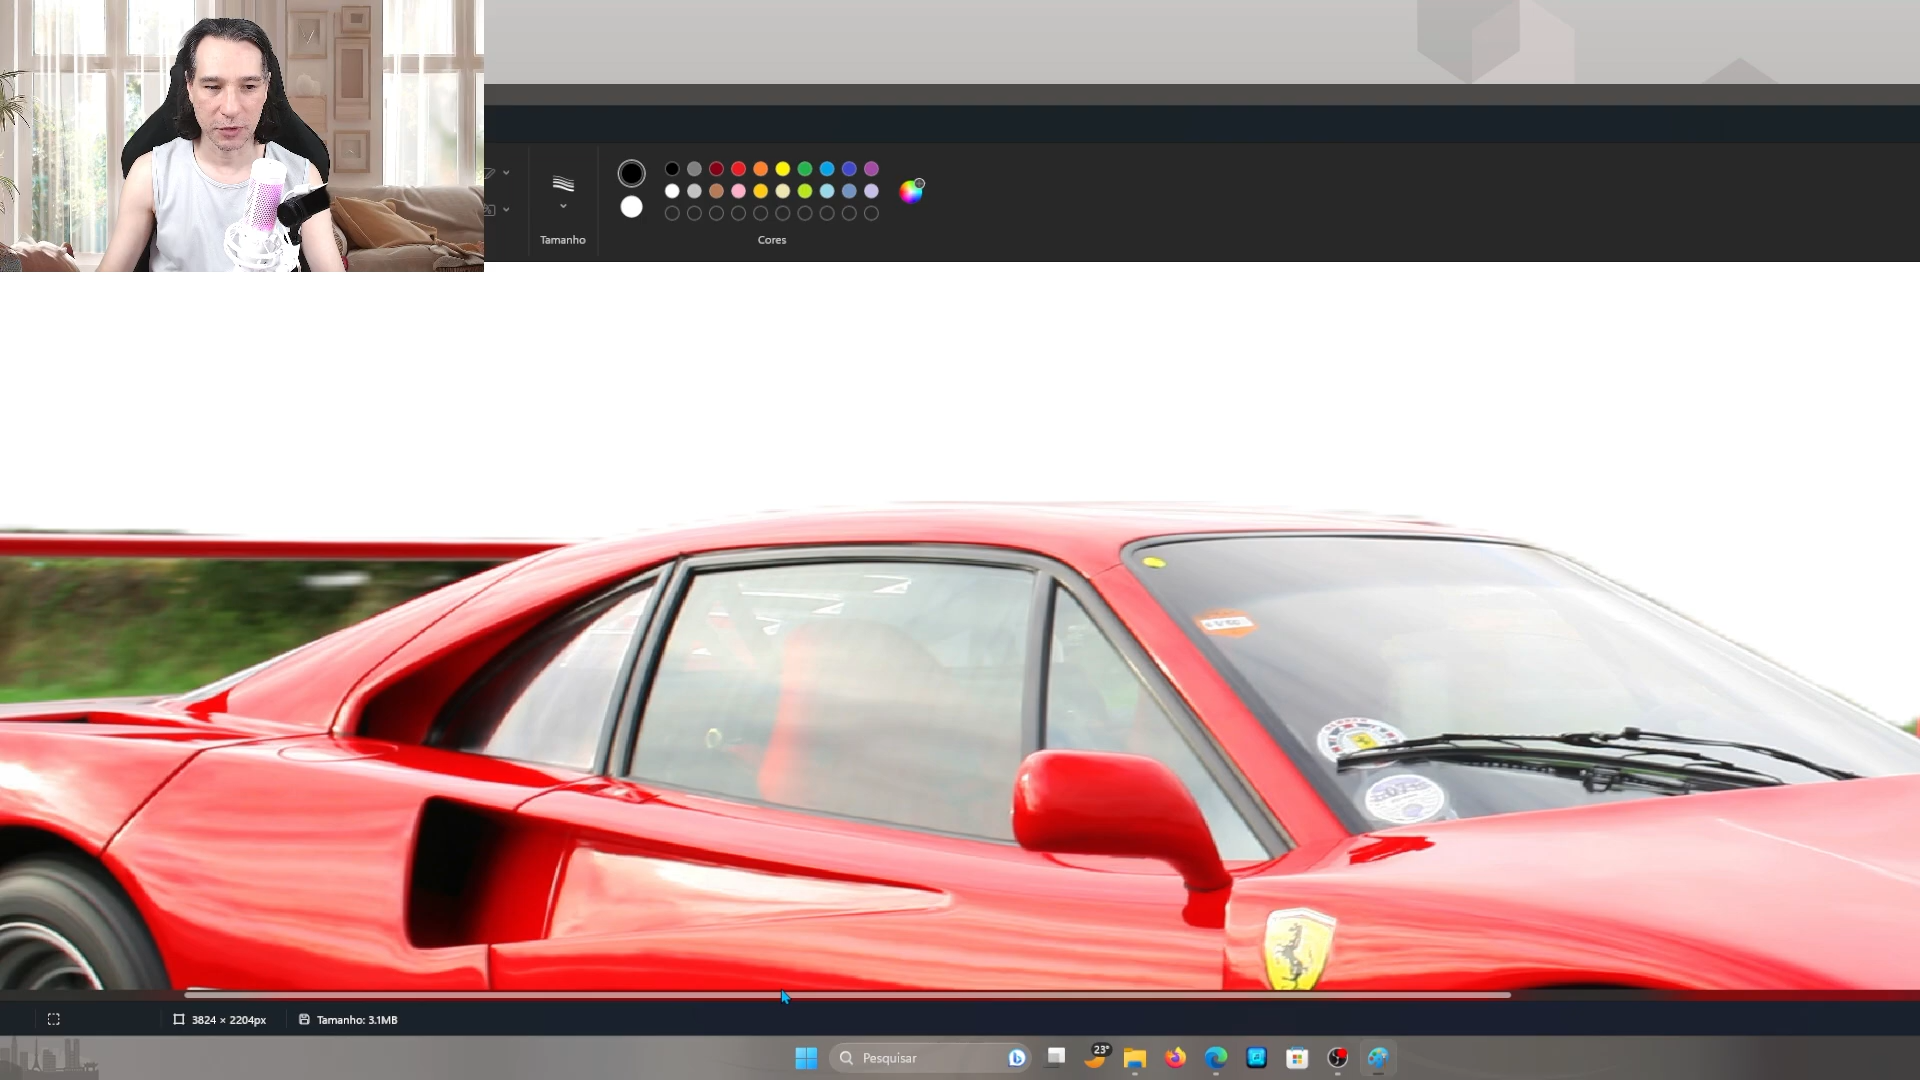 Tamanho
Cores
3824 × 2204px
Tamanho: 3.1MB
Pesquisar
23°